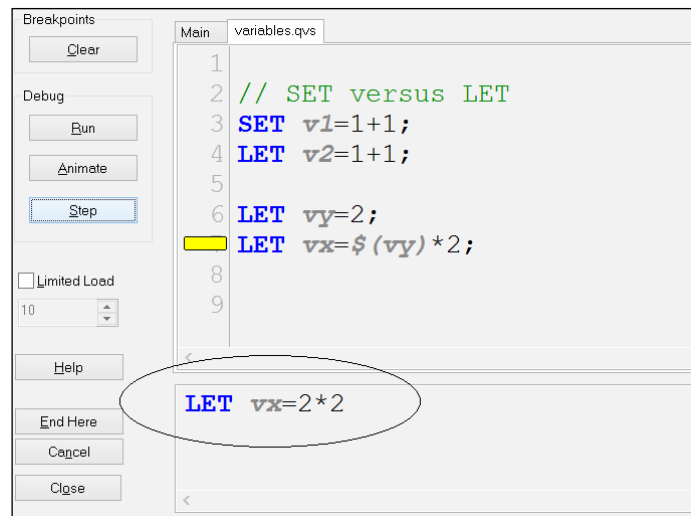 Breakpoints
Clear
Debug
Run
Animate
Step
Limited Load
10
Help
End Here
Cancel
Close
Main variables.qvs
1
2 // SET versus LET
3 SET v1=1+1;
4 LET v2=1+1;
5
6 LET vy=2;
LET vx=$(vy)*2;
8
9
<
LET vx=2*2
<